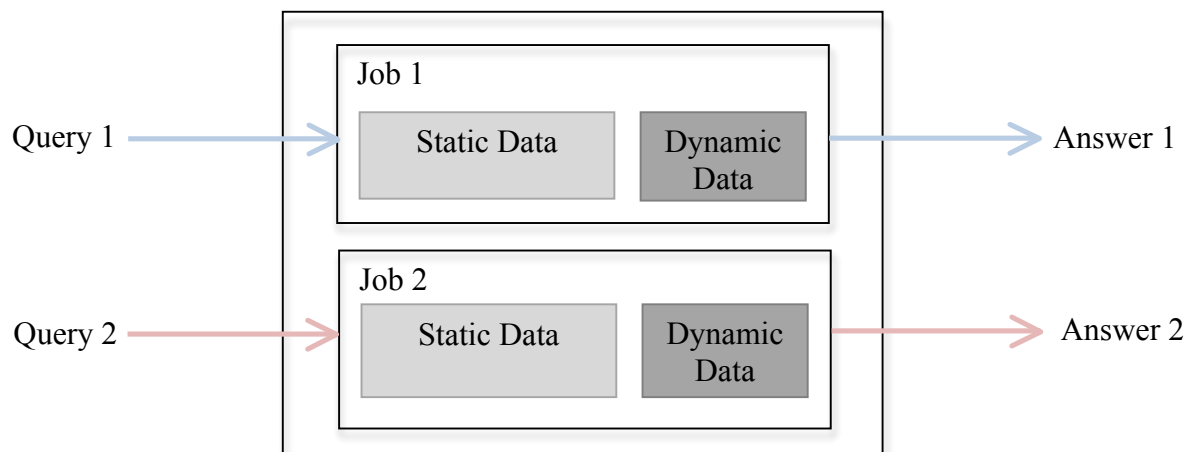 Job 1
Query 1
Static Data
Dynamic
Data
Answer 1
Job 2
Query 2
Static Data
Dynamic
Data
Answer 2